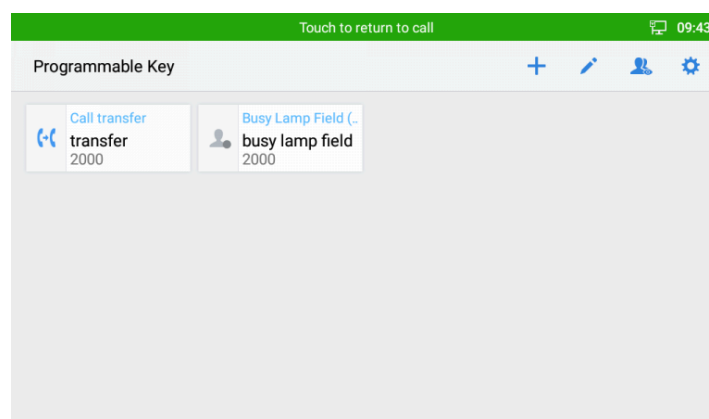 Touch to return to call
09:43
Programmable Key
Call transfer
transfer
2000
Busy Lamp Field (..
busy lamp field
2000